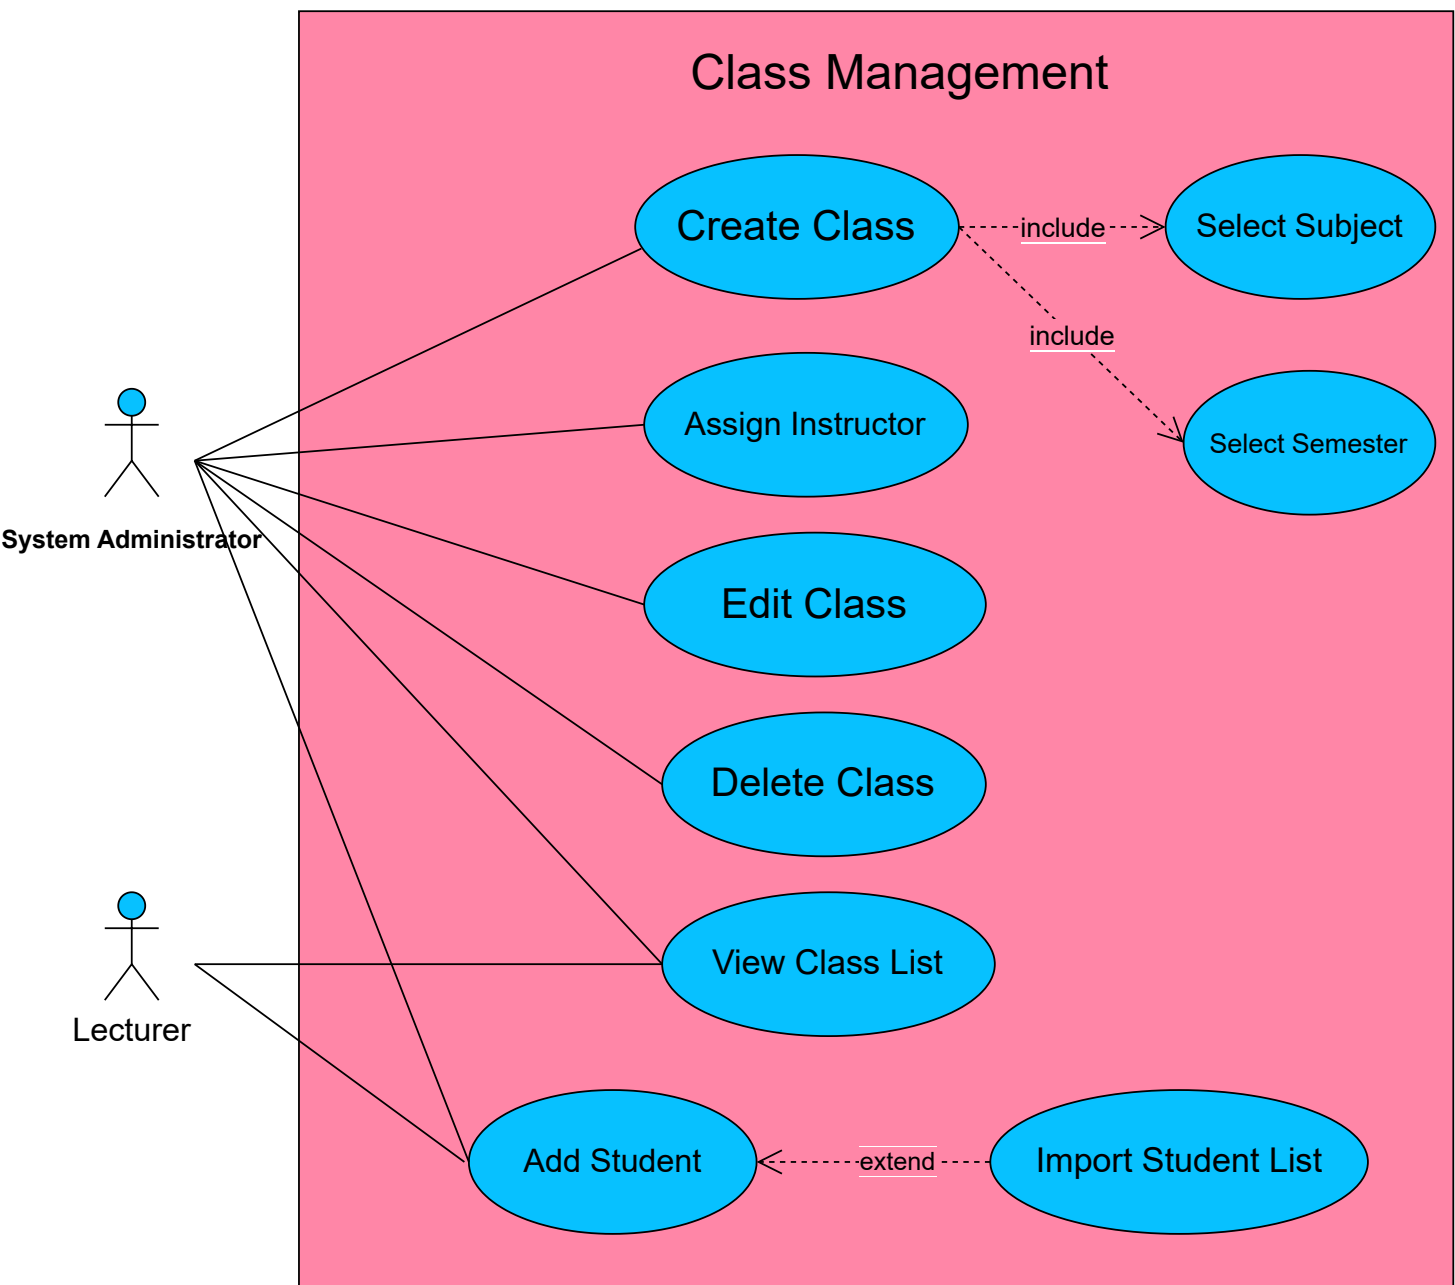 Class Management
Create Class
include
Select Subject
include
Assign Instructor
Select Semester
System Administrator
Edit Class
Delete Class
View Class List
Lecturer
Add Student
extend
Import Student List